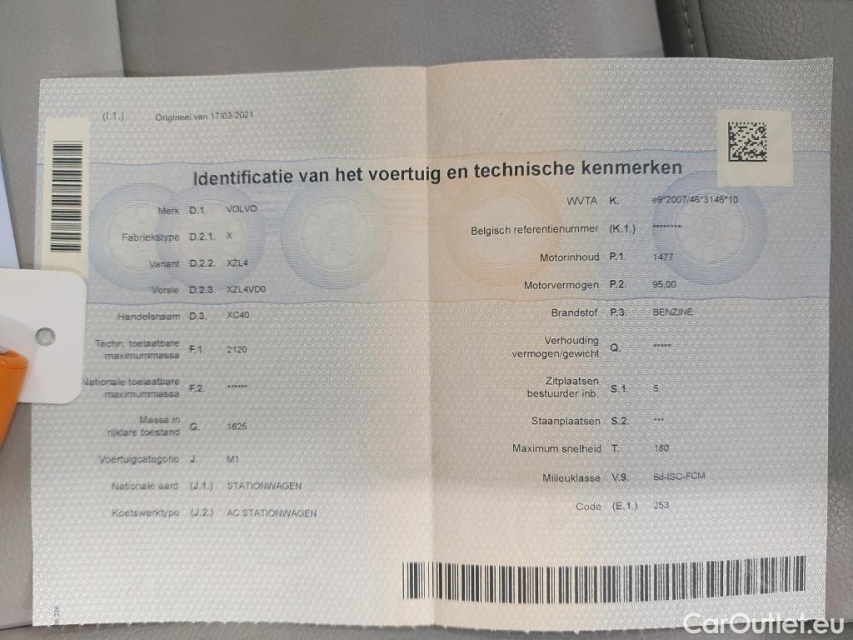 (I.1.) Origineel van 17/03/2021
Identificatie van het voertuig en technische kenmerken
Merk D.1. VOLVO
Fabriekstype D.2.1. X
Variant D.2.2. XZL4
Versie D.2.3. XZL4VD0
Handelsnaam D.3. XC40
Techn. toelaatbare
maximummassa F.1. 2120
Nationale toelaatbare
maximummassa F.2. ******
Massa in
rijklare toestand G. 1625
Voertuigcategorie J. M1
Nationale aard (J.1.) STATIONWAGEN
Koetswerktype (J.2.) AC STATIONWAGEN
WVTA K. e9*2007/46*3146*10
Belgisch referentienummer (K.1.) ********
Motorinhoud P.1. 1477
Motorvermogen P.2. 95,00
Brandstof P.3. BENZINE
Verhouding
vermogen/gewicht Q. *****
Zitplaatsen
bestuurder inb. S.1. 5
Staanplaatsen S.2. ***
Maximum snelheid T. 180
Milieuklasse V.9. 6d-ISC-FCM
Code (E.1.) 253
CarOutlet.eu